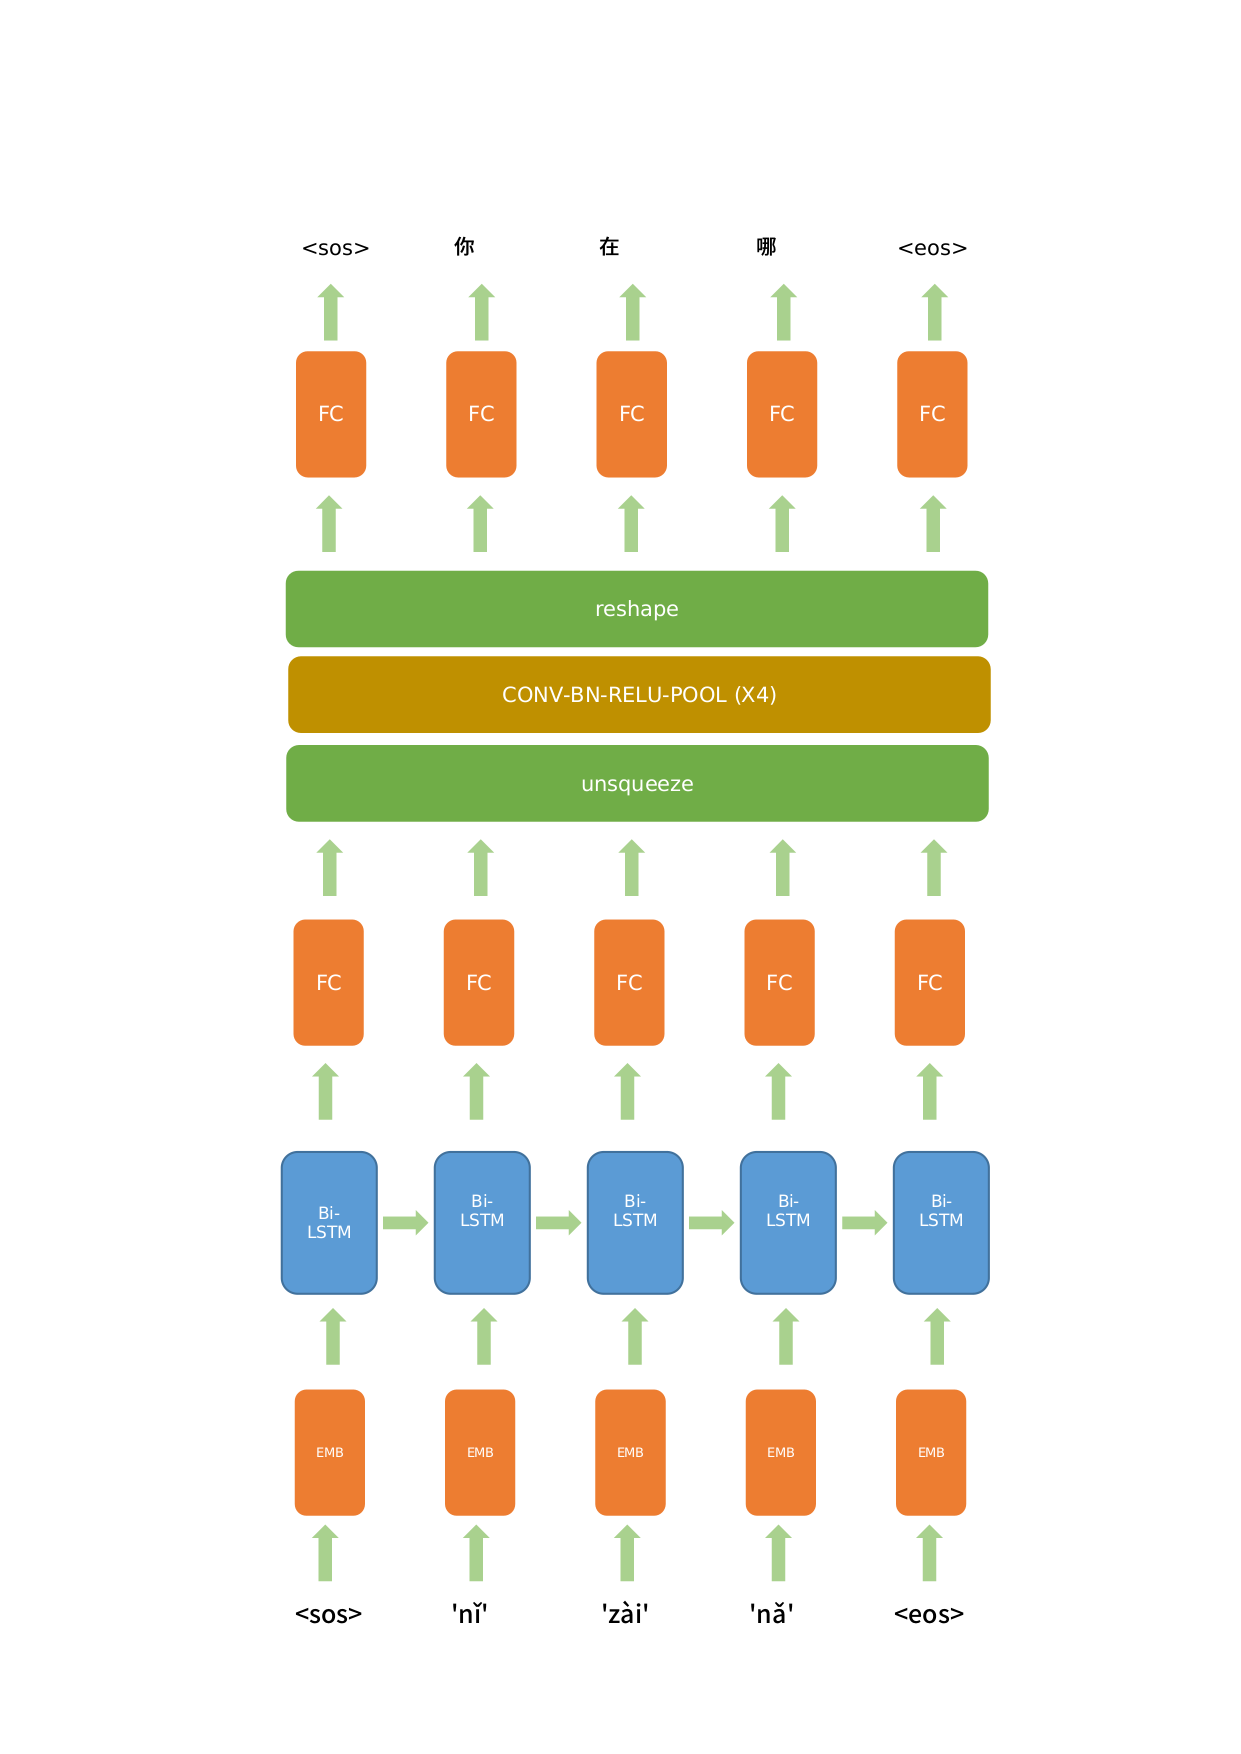 <sos> 你 在 哪 <eos>
FC FC FC FC FC
reshape
CONV-BN-RELU-POOL (X4)
unsqueeze
FC FC FC FC FC
Bi- Bi- Bi- Bi- Bi-
LSTM LSTM LSTM LSTM LSTM
EMB EMB EMB EMB EMB
<sos> 'nǐ' 'zài' 'nǎ' <eos>